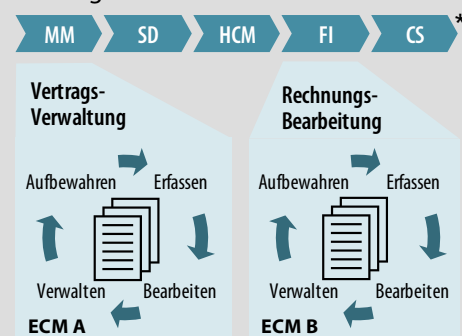 MM SD HCM FI CS *
Vertrags-
Verwaltung
Aufbewahren Erfassen
Verwalten Bearbeiten
ECM A
Rechnungs-
Bearbeitung
Aufbewahren Erfassen
Verwalten Bearbeiten
ECM B